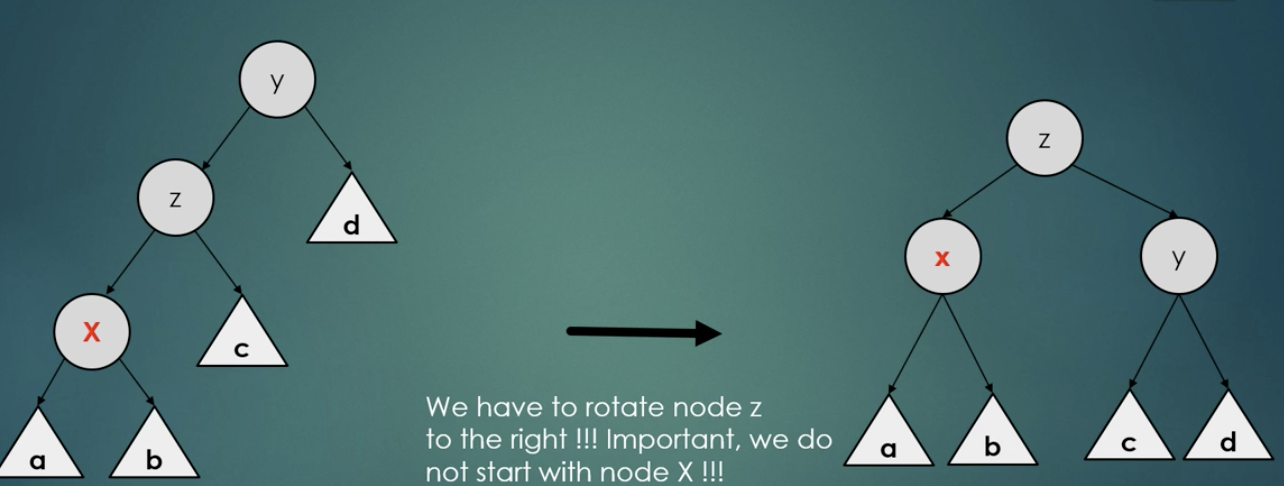 y
z
d
z
X
c
x
y
a
b
We have to rotate node z
to the right !!! Important, we do
not start with node X !!!
a
b
c
d